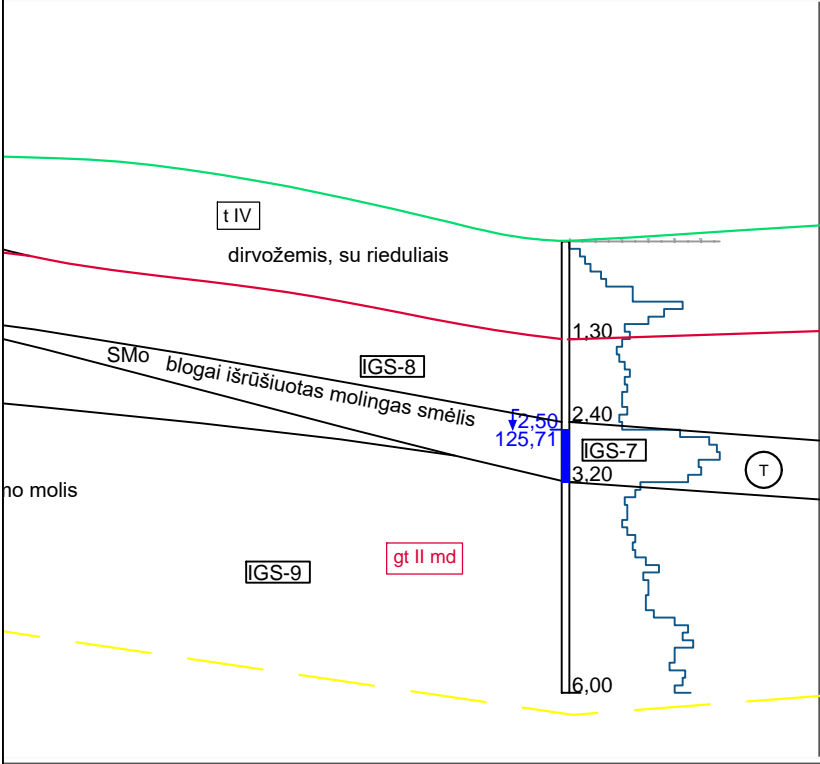 t IV
dirvožemis, su rieduliais
1,30
SMo blogai išrūšiuotas molingas smėlis
IGS-8
2,40
2,50
125,71
IGS-7
3,20
T
no molis
gt II md
IGS-9
6,00